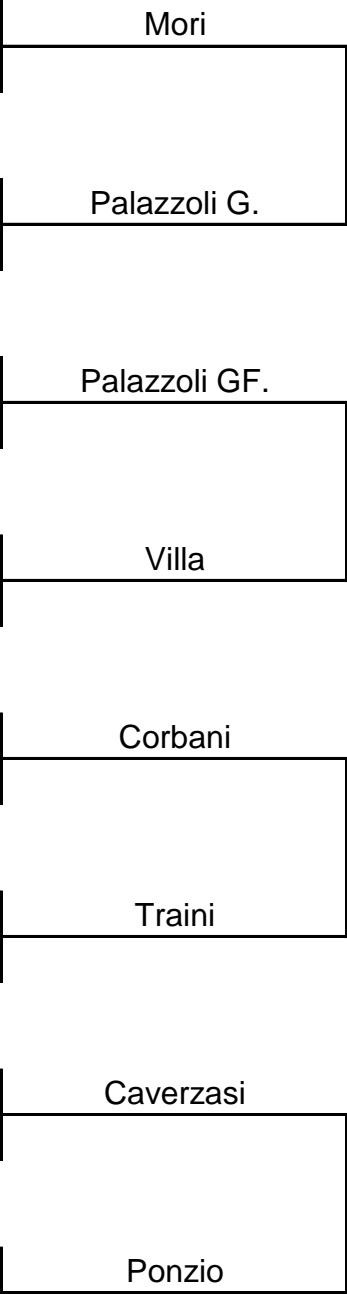 Mori
Palazzoli G.
Palazzoli GF.
Villa
Corbani
Traini
Caverzasi
Ponzio